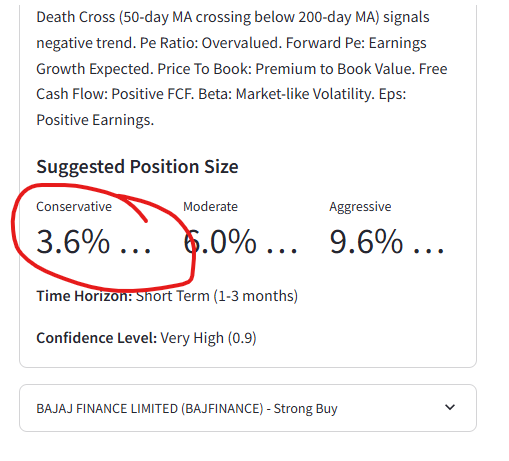 Death Cross (50-day MA crossing below 200-day MA) signals
negative trend. Pe Ratio: Overvalued. Forward Pe: Earnings
Growth Expected. Price To Book: Premium to Book Value. Free
Cash Flow: Positive FCF. Beta: Market-like Volatility. Eps:
Positive Earnings.
Suggested Position Size
Conservative Moderate Aggressive
3.6% ... 6.0% ... 9.6% ...
Time Horizon: Short Term (1-3 months)
Confidence Level: Very High (0.9)
BAJAJ FINANCE LIMITED (BAJFINANCE) - Strong Buy